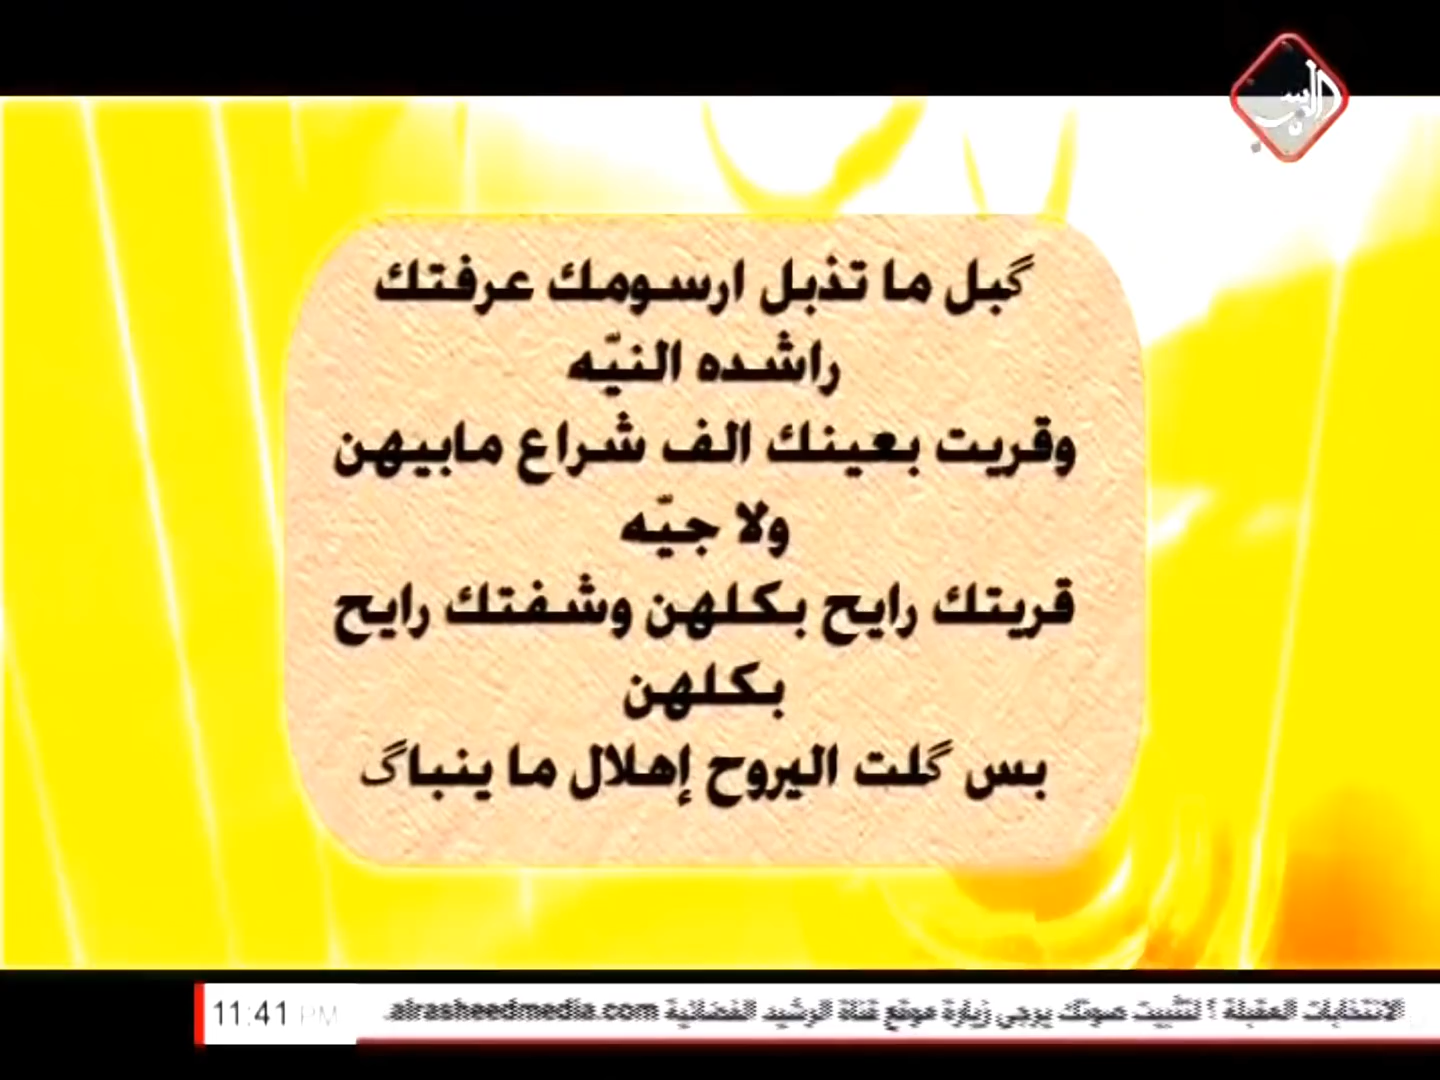 گبل ما تذبل ارسومك عرفتك
راشده النيّه
وقريت بعينك الف شراع مابيهن
ولا جيّه
قريتك رايح بكلهن وشفتك رايح
بكلهن
بس گلت اليروح إهلال ما ينباگ
11:41 PM
الانتخابات المقبلة ؟ لتثبيت صوتك يرجى زيارة موقع قناة الرشيد الفضائية alrasheedmedia.com.